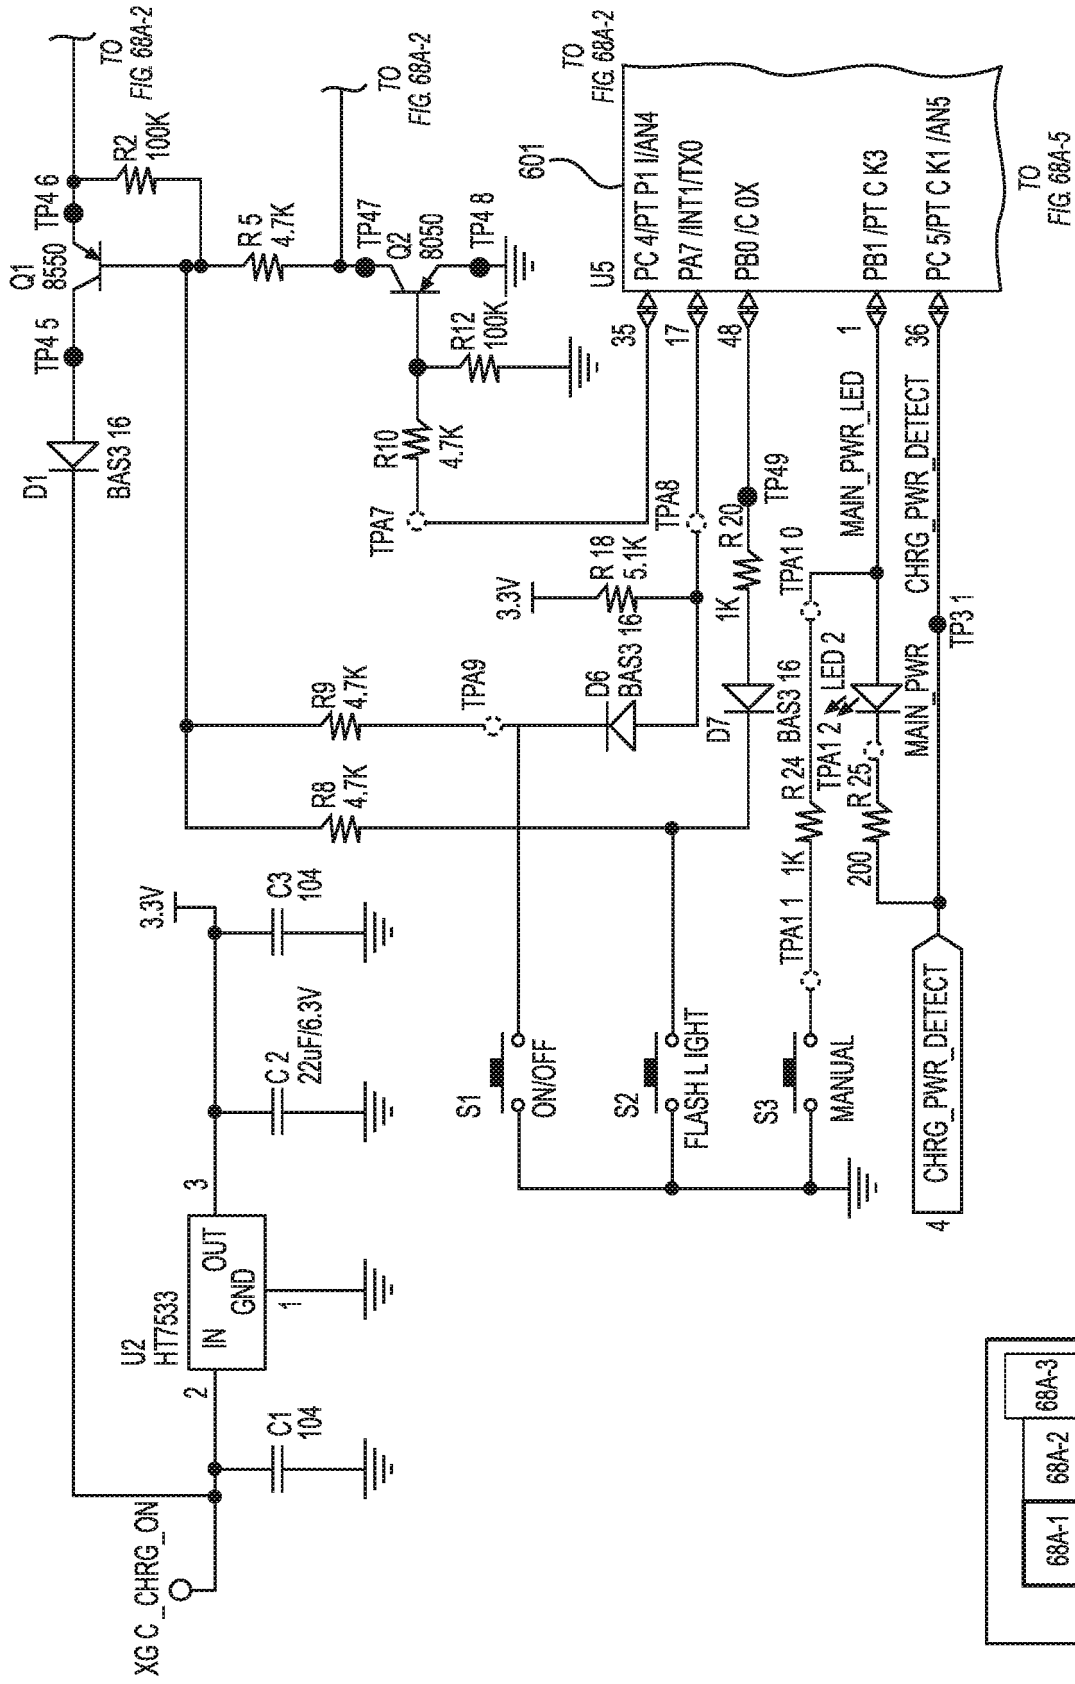 XG C_CHRG_ON
D1
BAS3 16
TP4 5
Q1
8550
TP4 6
TO
FIG. 68A-2
R2
100K
R 5
4.7K
TO
FIG. 68A-2
TP47
Q2
8050
TP4 8
R12
100K
R10
4.7K
TPA7
U2
HT7533
IN
OUT
GND
2
3
1
C1
104
C 2
22uF/6.3V
C3
104
3.3V
R8
4.7K
R9
4.7K
TPA9
3.3V
R 18
5.1K
D6
BAS3 16
TPA8
S1
ON/OFF
S2
FLASH LIGHT
S3
MANUAL
D7
BAS3 16
1K
R 20
TP49
TPA1 1
1K
R 24
TPA1 0
TPA1 2
LED 2
200
R 25
MAIN_PWR
MAIN_PWR_LED
CHRG_PWR_DETECT
TP3 1
4
CHRG_PWR_DETECT
601
TO
FIG. 68A-2
U5
35
PC 4/PT P1 I/AN4
17
PA7 /INT1/TX0
48
PB0 /C 0X
1
PB1 /PT C K3
36
PC 5/PT C K1 /AN5
TO
FIG. 68A-5
68A-1
68A-2
68A-3